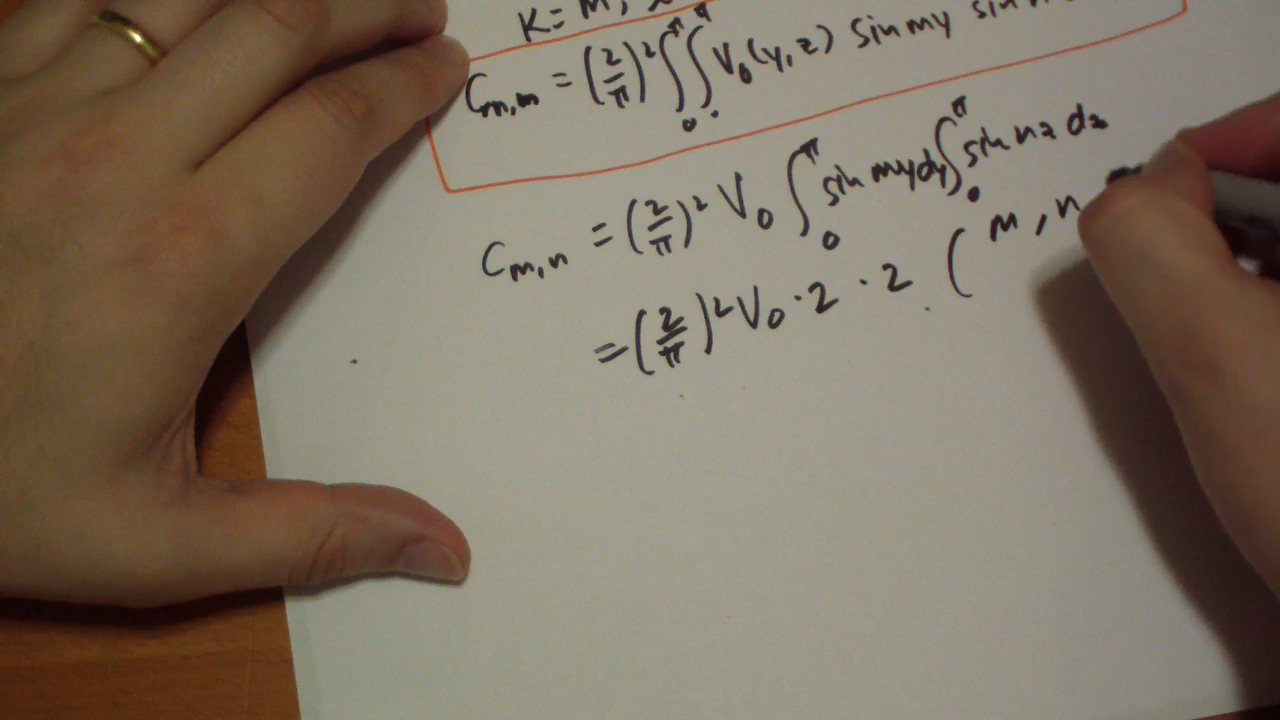 K = M,
C_{m,m} = (2/π)² ∫₀^π ∫₀^π V₀(y, z) sin my sin
C_{m,n} = (2/π)² V₀ ∫₀^π sin my dy ∫₀^π sin nz dz
= (2/π)² V₀ · 2 · 2 . ( m, n